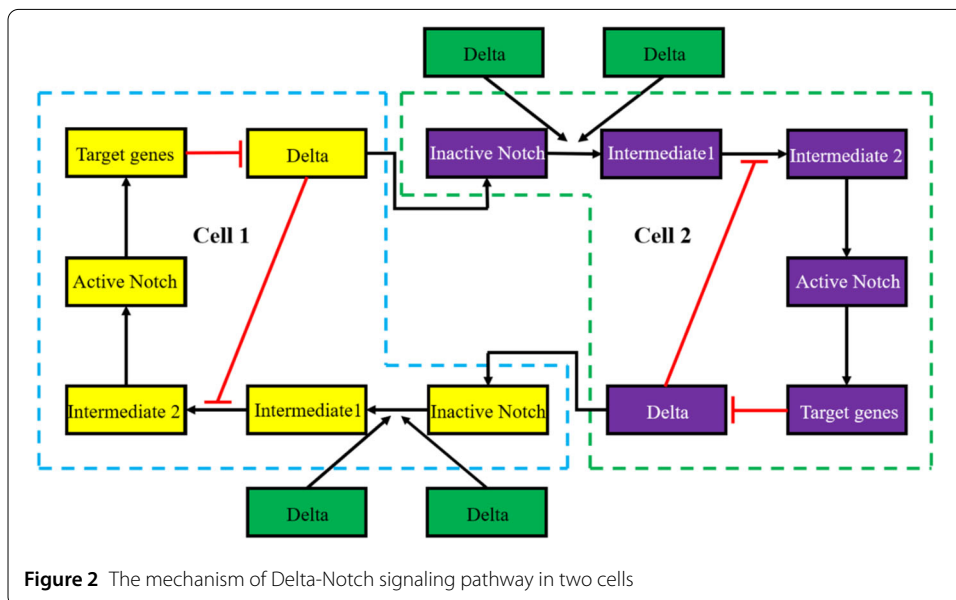 Delta
Delta
Target genes
Delta
Inactive Notch
Intermediate1
Intermediate 2
Cell 1
Cell 2
Active Notch
Active Notch
Intermediate 2
Intermediate1
Inactive Notch
Delta
Target genes
Delta
Delta
Figure 2 The mechanism of Delta-Notch signaling pathway in two cells